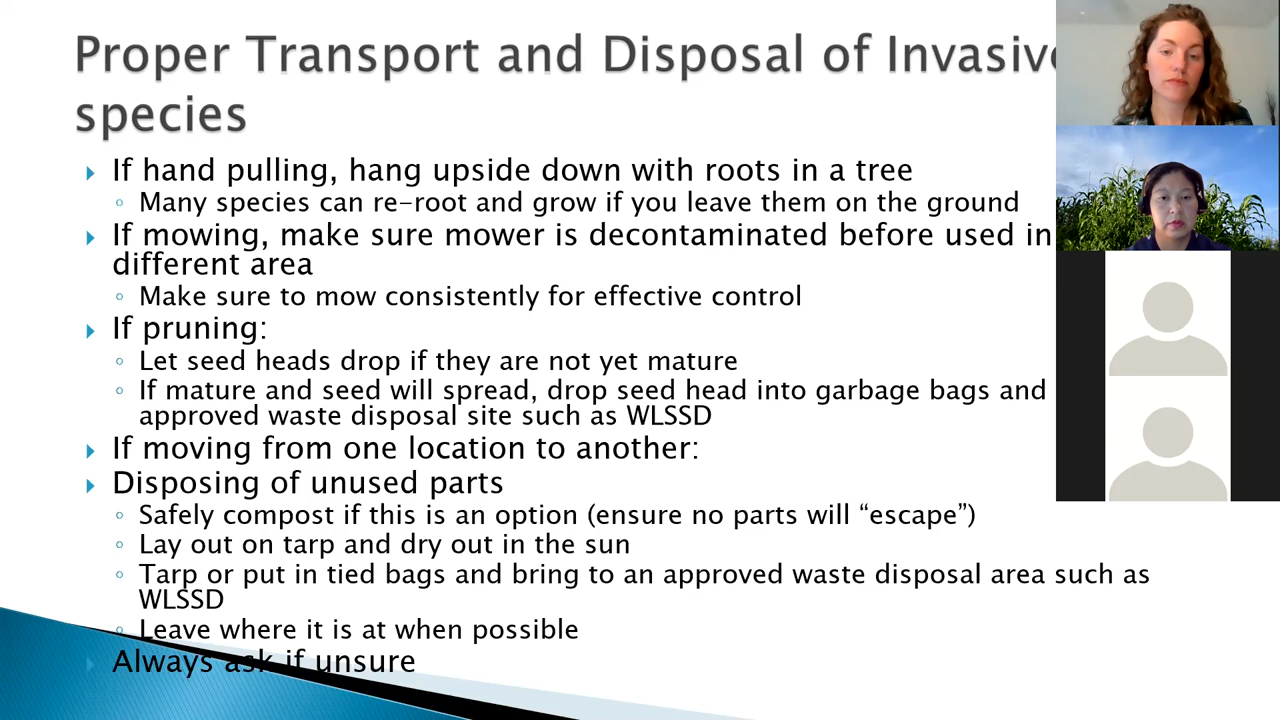 Proper Transport and Disposal of Invasive
species
If hand pulling, hang upside down with roots in a tree
Many species can re-root and grow if you leave them on the ground
If mowing, make sure mower is decontaminated before used in
different area
Make sure to mow consistently for effective control
If pruning:
Let seed heads drop if they are not yet mature
If mature and seed will spread, drop seed head into garbage bags and
approved waste disposal site such as WLSSD
If moving from one location to another:
Disposing of unused parts
Safely compost if this is an option (ensure no parts will “escape”)
Lay out on tarp and dry out in the sun
Tarp or put in tied bags and bring to an approved waste disposal area such as
WLSSD
Leave where it is at when possible
Always ask if unsure